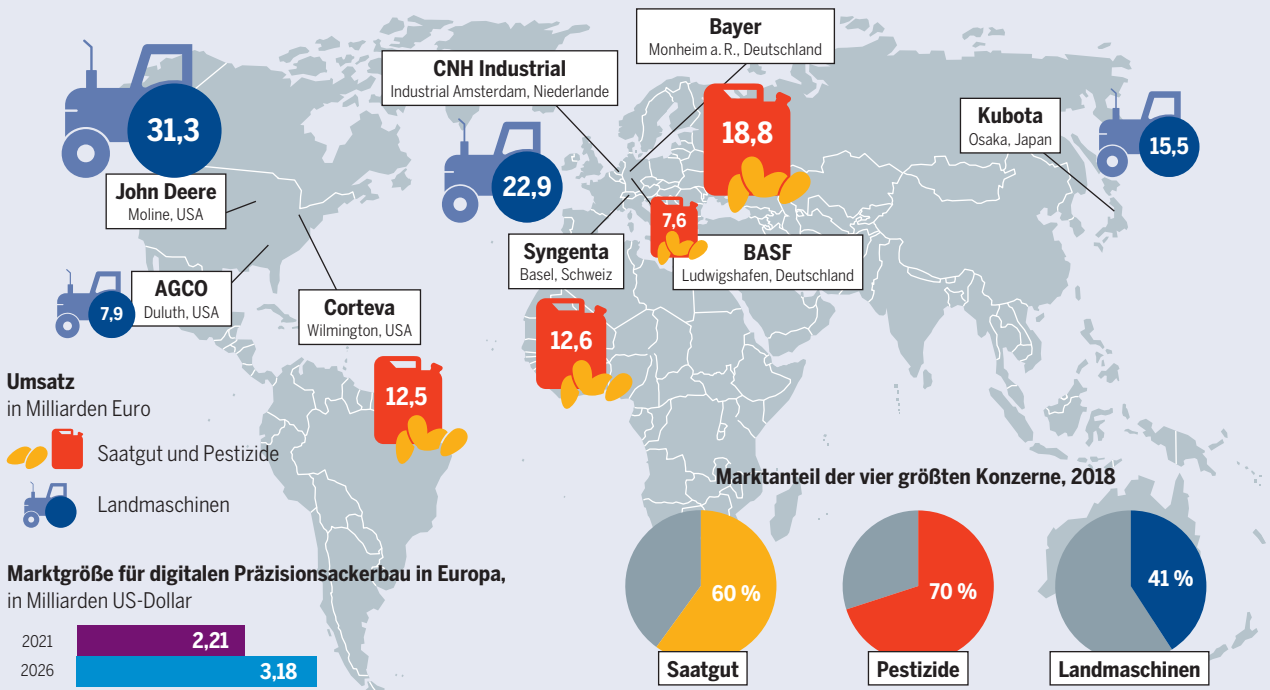 Bayer
Monheim a. R., Deutschland
CNH Industrial
Industrial Amsterdam, Niederlande
18,8
Kubota
Osaka, Japan
15,5
31,3
22,9
John Deere
Moline, USA
7,6
Syngenta
Basel, Schweiz
BASF
Ludwigshafen, Deutschland
AGCO
Duluth, USA
7,9
Corteva
Wilmington, USA
12,6
12,5
Umsatz
in Milliarden Euro
Saatgut und Pestizide
Landmaschinen
Marktanteil der vier größten Konzerne, 2018
60 %
70 %
41 %
Saatgut
Pestizide
Landmaschinen
Marktgröße für digitalen Präzisionsackerbau in Europa,
in Milliarden US-Dollar
2021
2,21
2026
3,18